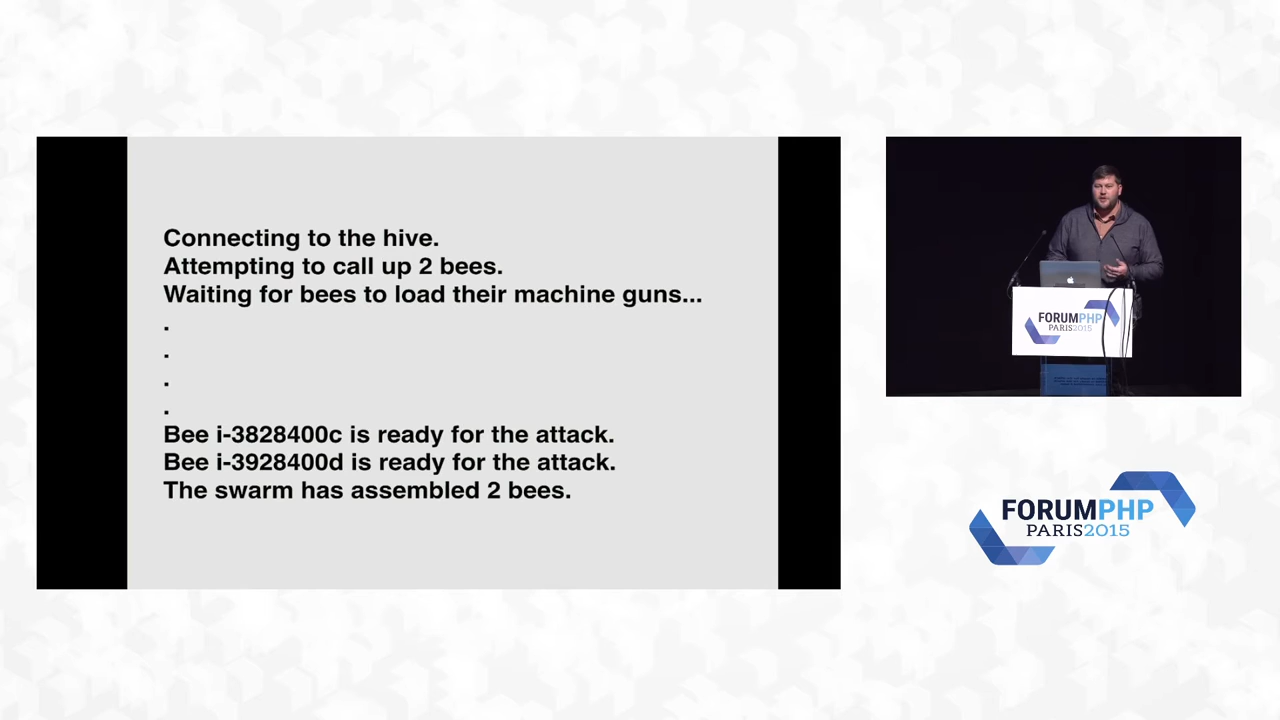 Connecting to the hive.
Attempting to call up 2 bees.
Waiting for bees to load their machine guns...
.
.
.
.
Bee i-3828400c is ready for the attack.
Bee i-3928400d is ready for the attack.
The swarm has assembled 2 bees.
FORUMPHP
PARIS2015
FORUMPHP
PARIS2015